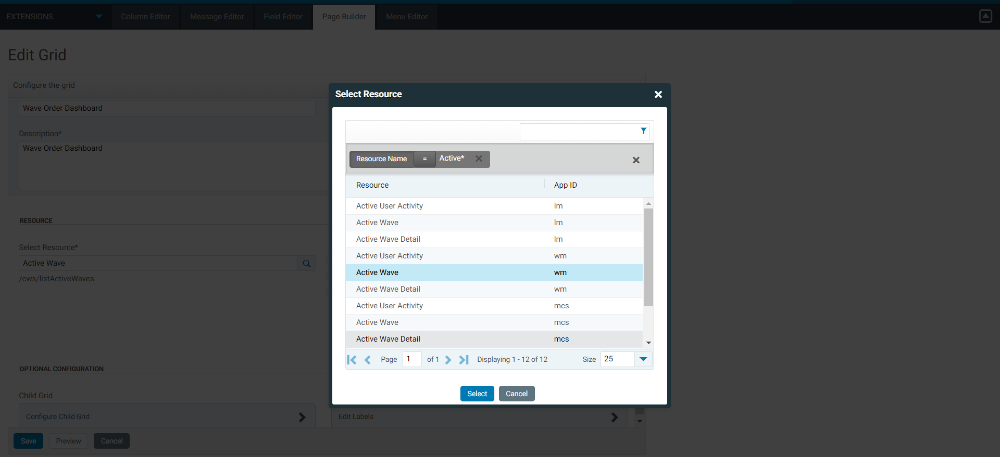 EXTENSIONS Column Editor Message Editor Field Editor Page Builder Menu Editor
Edit Grid
Configure the grid
Wave Order Dashboard
Description*
Wave Order Dashboard
RESOURCE
Select Resource*
Active Wave
/cws/listActiveWaves
OPTIONAL CONFIGURATION
Child Grid
Configure Child Grid
Edit Labels
Save Preview Cancel
Select Resource
Resource Name = Active*
Resource App ID
Active User Activity lm
Active Wave lm
Active Wave Detail lm
Active User Activity wm
Active Wave wm
Active Wave Detail wm
Active User Activity mcs
Active Wave mcs
Active Wave Detail mcs
Page 1 of 1 Displaying 1 - 12 of 12 Size 25
Select Cancel